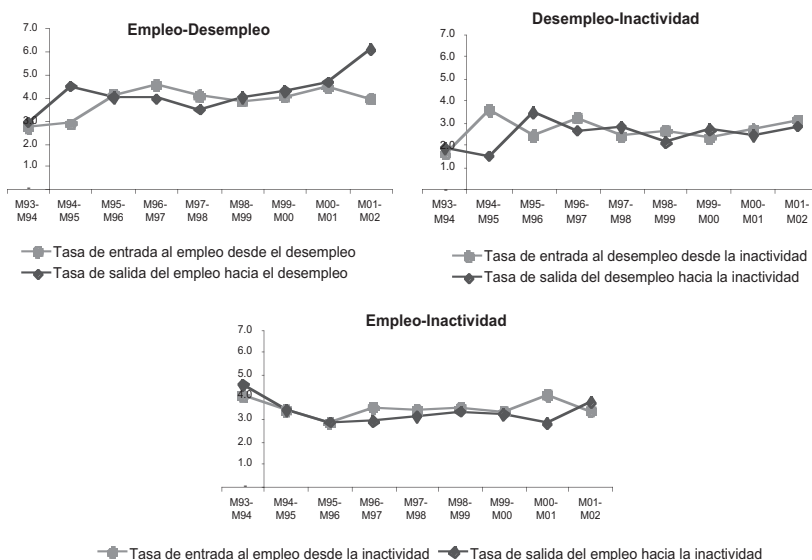 Empleo-Desempleo
7.0
6.0
5.0
4.0
3.0
2.0
1.0
-
M93-M94 M94-M95 M95-M96 M96-M97 M97-M98 M98-M99 M99-M00 M00-M01 M01-M02
Tasa de entrada al empleo desde el desempleo
Tasa de salida del empleo hacia el desempleo
Desempleo-Inactividad
7.0
6.0
5.0
4.0
3.0
2.0
1.0
-
M93-M94 M94-M95 M95-M96 M96-M97 M97-M98 M98-M99 M99-M00 M00-M01 M01-M02
Tasa de entrada al desempleo desde la inactividad
Tasa de salida del desempleo hacia la inactividad
Empleo-Inactividad
7.0
6.0
5.0
4.0
3.0
2.0
1.0
-
M93-M94 M94-M95 M95-M96 M96-M97 M97-M98 M98-M99 M99-M00 M00-M01 M01-M02
Tasa de entrada al empleo desde la inactividad Tasa de salida del empleo hacia la inactividad